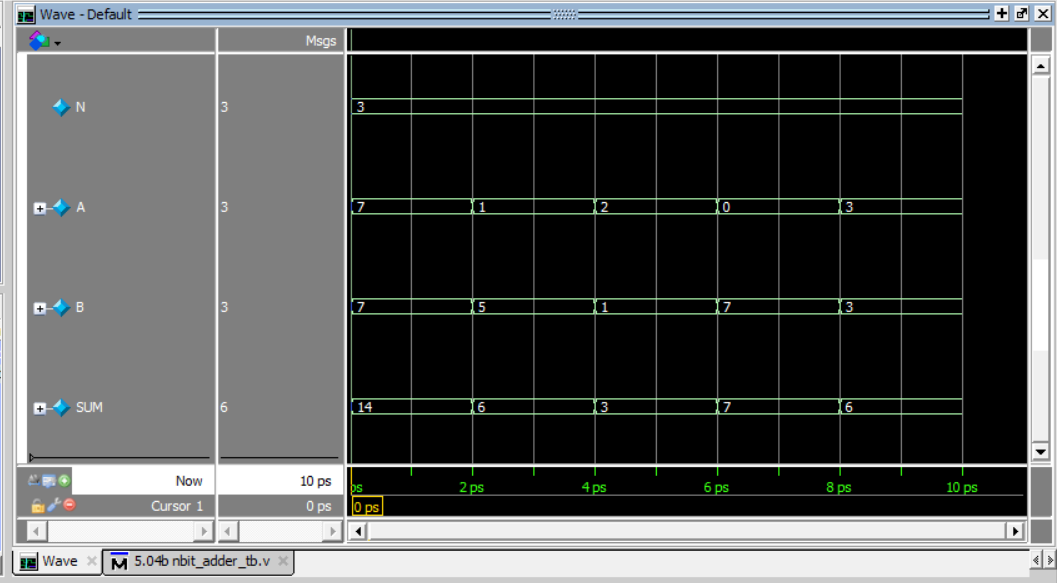 Wave - Default
Msgs
N 3 3
A 3 7 1 2 0 3
B 3 7 5 1 7 3
SUM 6 14 6 3 7 6
Now 10 ps ps 2 ps 4 ps 6 ps 8 ps 10 ps
Cursor 1 0 ps 0 ps
Wave 5.04b nbit_adder_tb.v